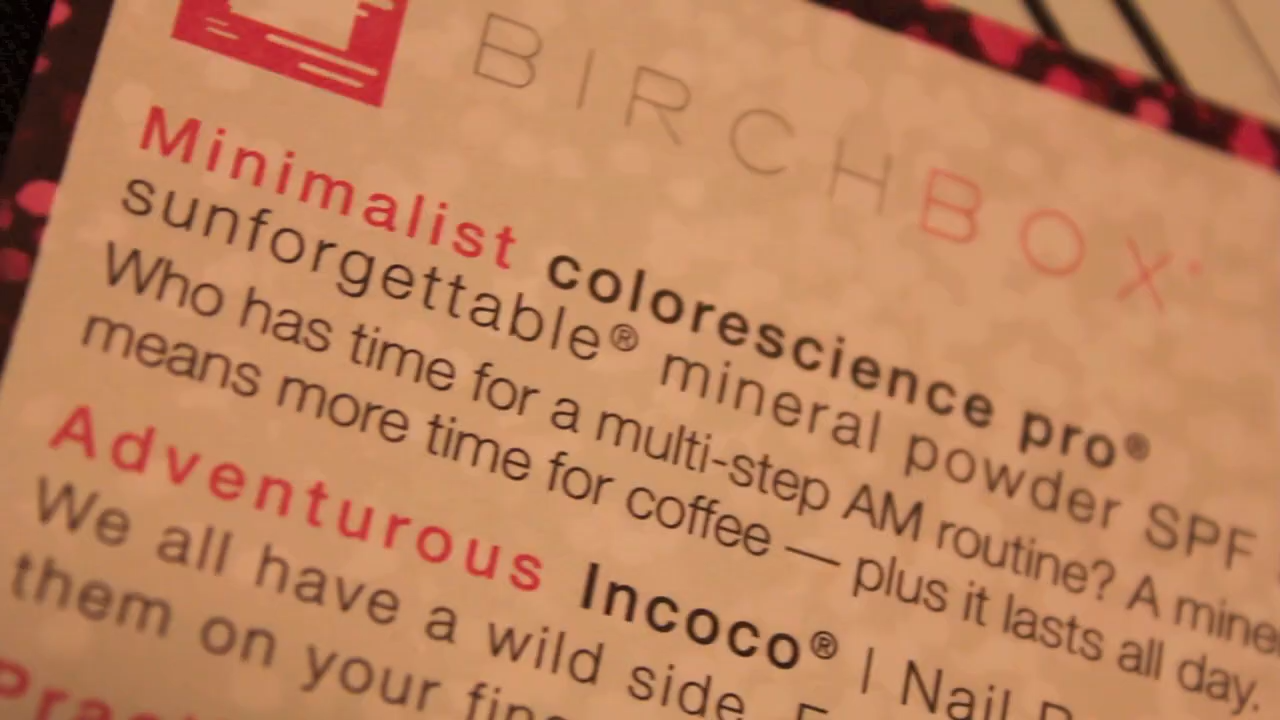 BIRCHBOX
Minimalist colorescience pro®
sunforgettable® mineral powder SPF
Who has time for a multi-step AM routine? A mine
means more time for coffee — plus it lasts all day.
Adventurous Incoco® | Nail
We all have a wild side.
them on your fin
Prac